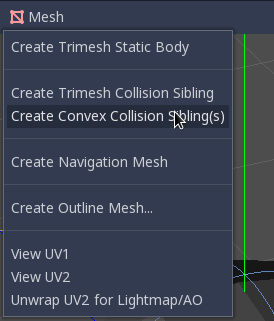 Mesh
Create Trimesh Static Body
Create Trimesh Collision Sibling
Create Convex Collision Sibling(s)
Create Navigation Mesh
Create Outline Mesh...
View UV1
View UV2
Unwrap UV2 for Lightmap/AO